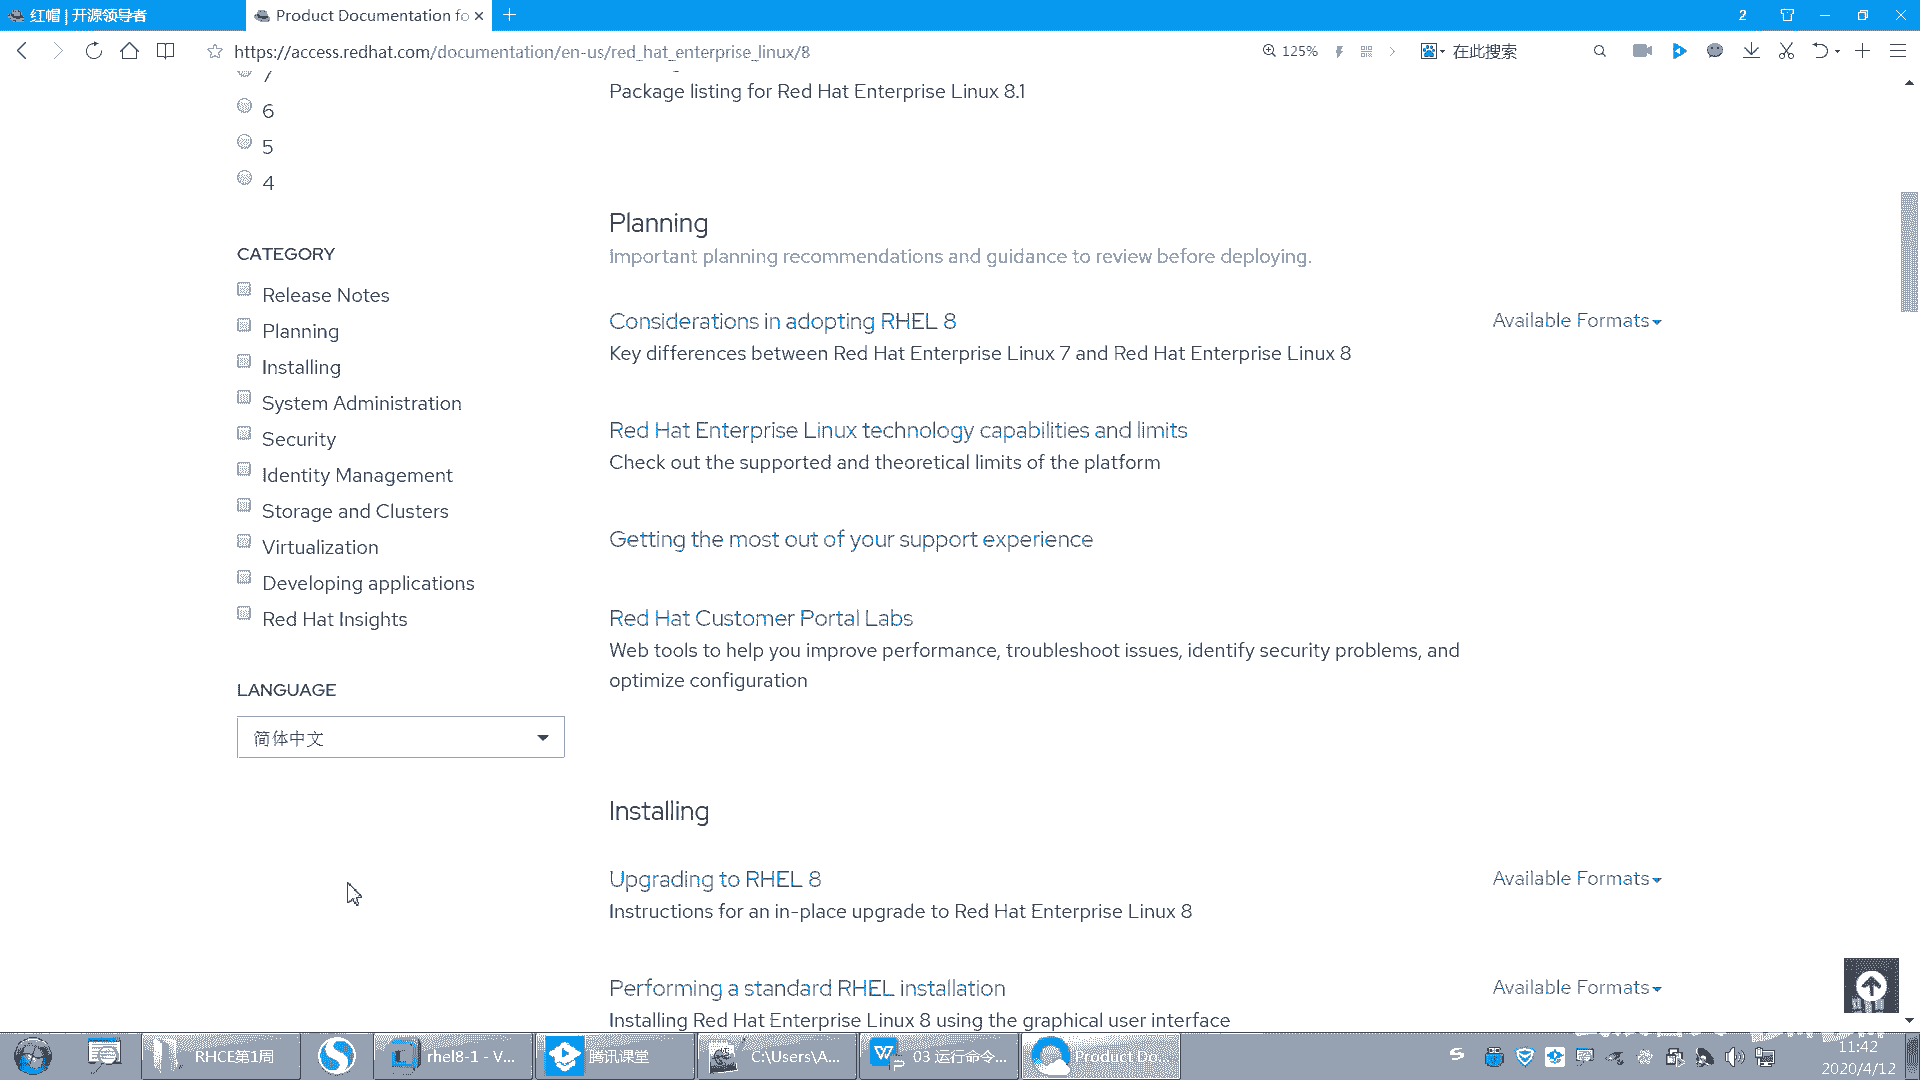 红帽 | 开源领导者
Product Documentation fo
2
https://access.redhat.com/documentation/en-us/red_hat_enterprise_linux/8
125%
在此搜索
7
6
5
4
CATEGORY
Release Notes
Planning
Installing
System Administration
Security
Identity Management
Storage and Clusters
Virtualization
Developing applications
Red Hat Insights
LANGUAGE
简体中文
Package listing for Red Hat Enterprise Linux 8.1
Planning
Important planning recommendations and guidance to review before deploying.
Considerations in adopting RHEL 8
Available Formats
Key differences between Red Hat Enterprise Linux 7 and Red Hat Enterprise Linux 8
Red Hat Enterprise Linux technology capabilities and limits
Check out the supported and theoretical limits of the platform
Getting the most out of your support experience
Red Hat Customer Portal Labs
Web tools to help you improve performance, troubleshoot issues, identify security problems, and
optimize configuration
Installing
Upgrading to RHEL 8
Available Formats
Instructions for an in-place upgrade to Red Hat Enterprise Linux 8
Performing a standard RHEL installation
Available Formats
Installing Red Hat Enterprise Linux 8 using the graphical user interface
RHCE第1周
rhel8-1 - V...
腾讯课堂
C:\Users\A...
03 运行命令...
Product Do...
11:42
2020/4/12